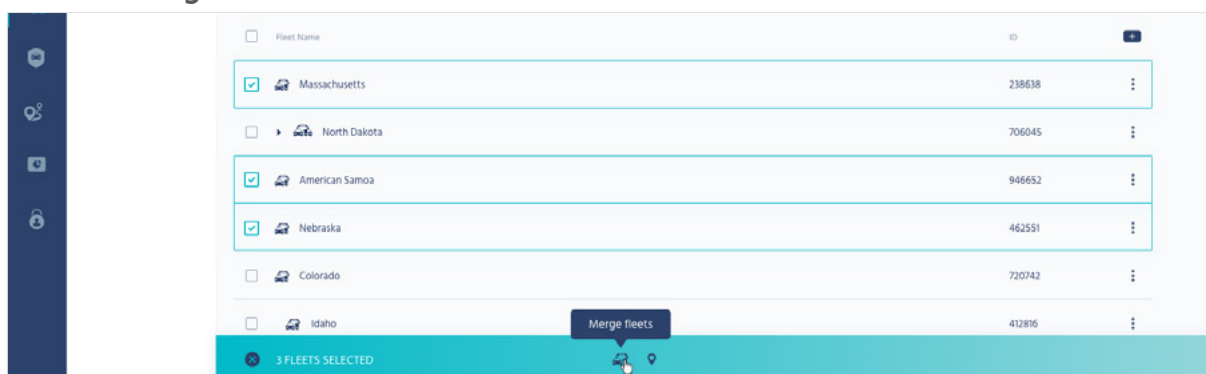 Fleet Name ID
Massachusetts 238638
North Dakota 706045
American Samoa 946652
Nebraska 462551
Colorado 720742
Idaho 412816
Merge fleets
3 FLEETS SELECTED